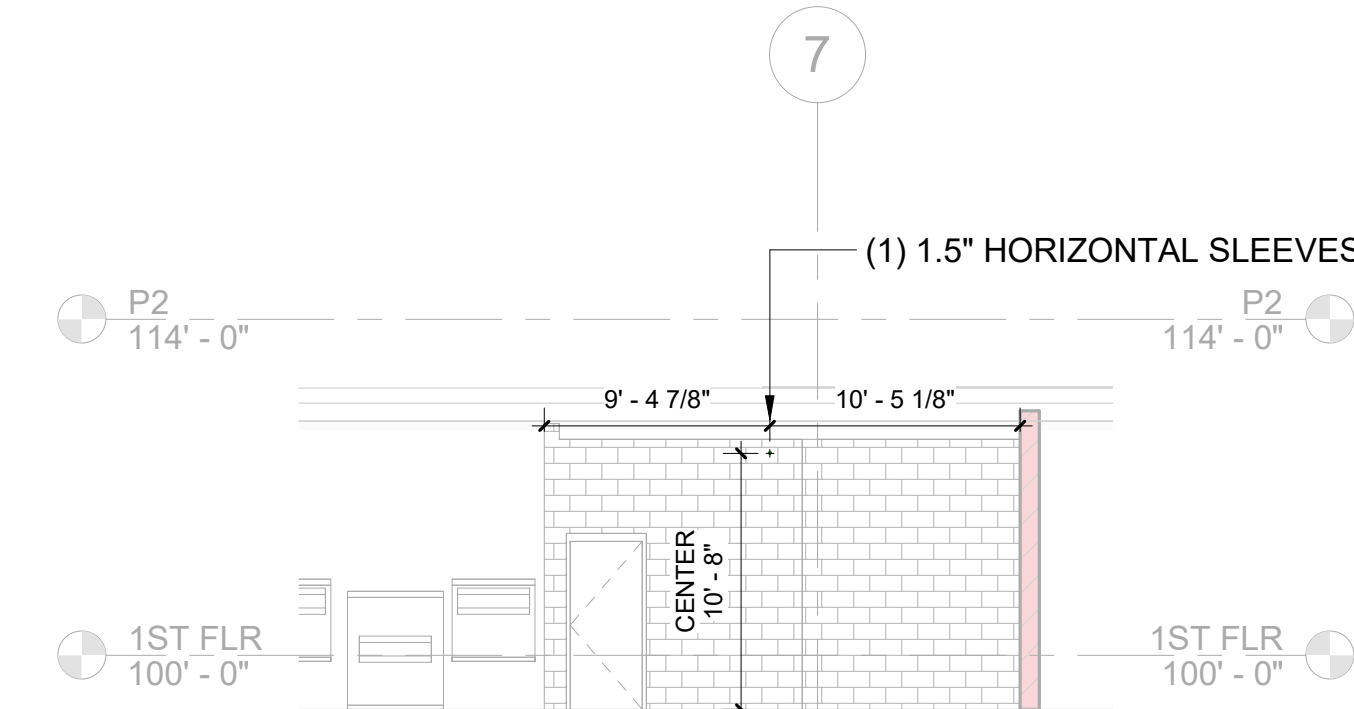 7
(1) 1.5" HORIZONTAL SLEEVES
P2
114' - 0"
P2
114' - 0"
9' - 4 7/8"
10' - 5 1/8"
CENTER
10' - 8"
1ST FLR
100' - 0"
1ST FLR
100' - 0"